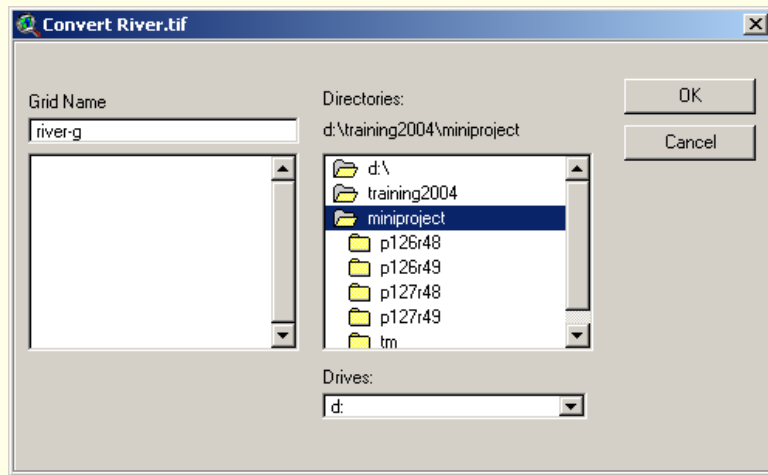 Convert River.tif
Grid Name
river-g
Directories:
d:\training2004\miniproject
d:\
training2004
miniproject
p126r48
p126r49
p127r48
p127r49
tm
Drives:
d:
OK
Cancel